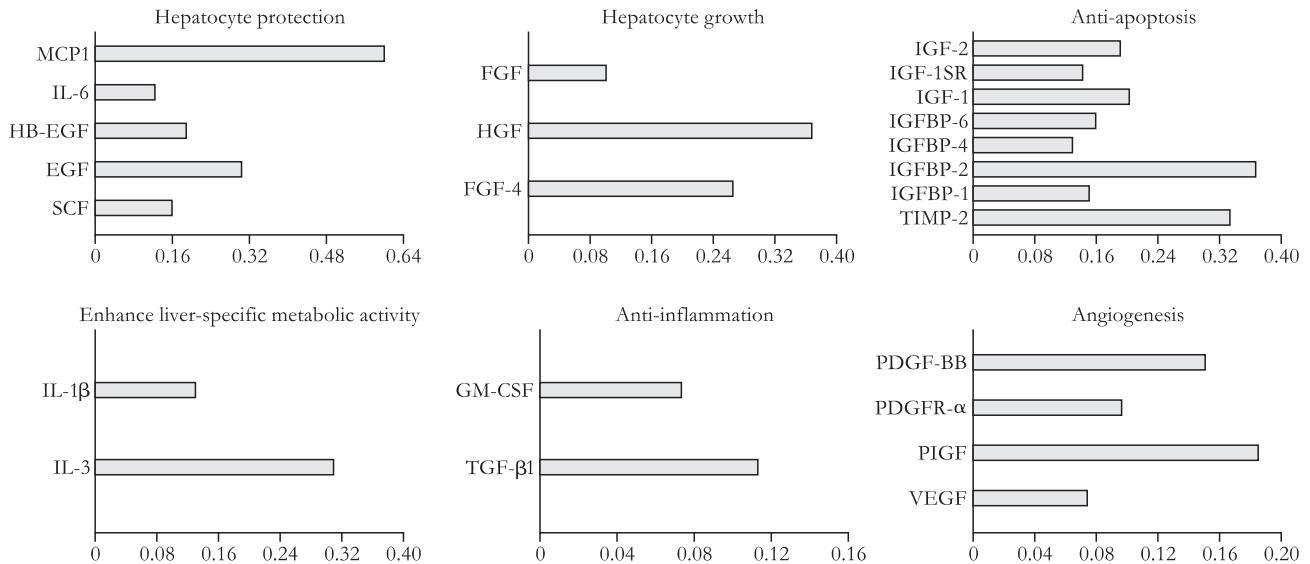 Hepatocyte protection
MCP1
IL-6
HB-EGF
EGF
SCF
0 0.16 0.32 0.48 0.64
Hepatocyte growth
FGF
HGF
FGF-4
0 0.08 0.16 0.24 0.32 0.40
Anti-apoptosis
IGF-2
IGF-1SR
IGF-1
IGFBP-6
IGFBP-4
IGFBP-2
IGFBP-1
TIMP-2
0 0.08 0.16 0.24 0.32 0.40
Enhance liver-specific metabolic activity
IL-1β
IL-3
0 0.08 0.16 0.24 0.32 0.40
Anti-inflammation
GM-CSF
TGF-β1
0 0.04 0.08 0.12 0.16
Angiogenesis
PDGF-BB
PDGFR-α
PIGF
VEGF
0 0.04 0.08 0.12 0.16 0.20